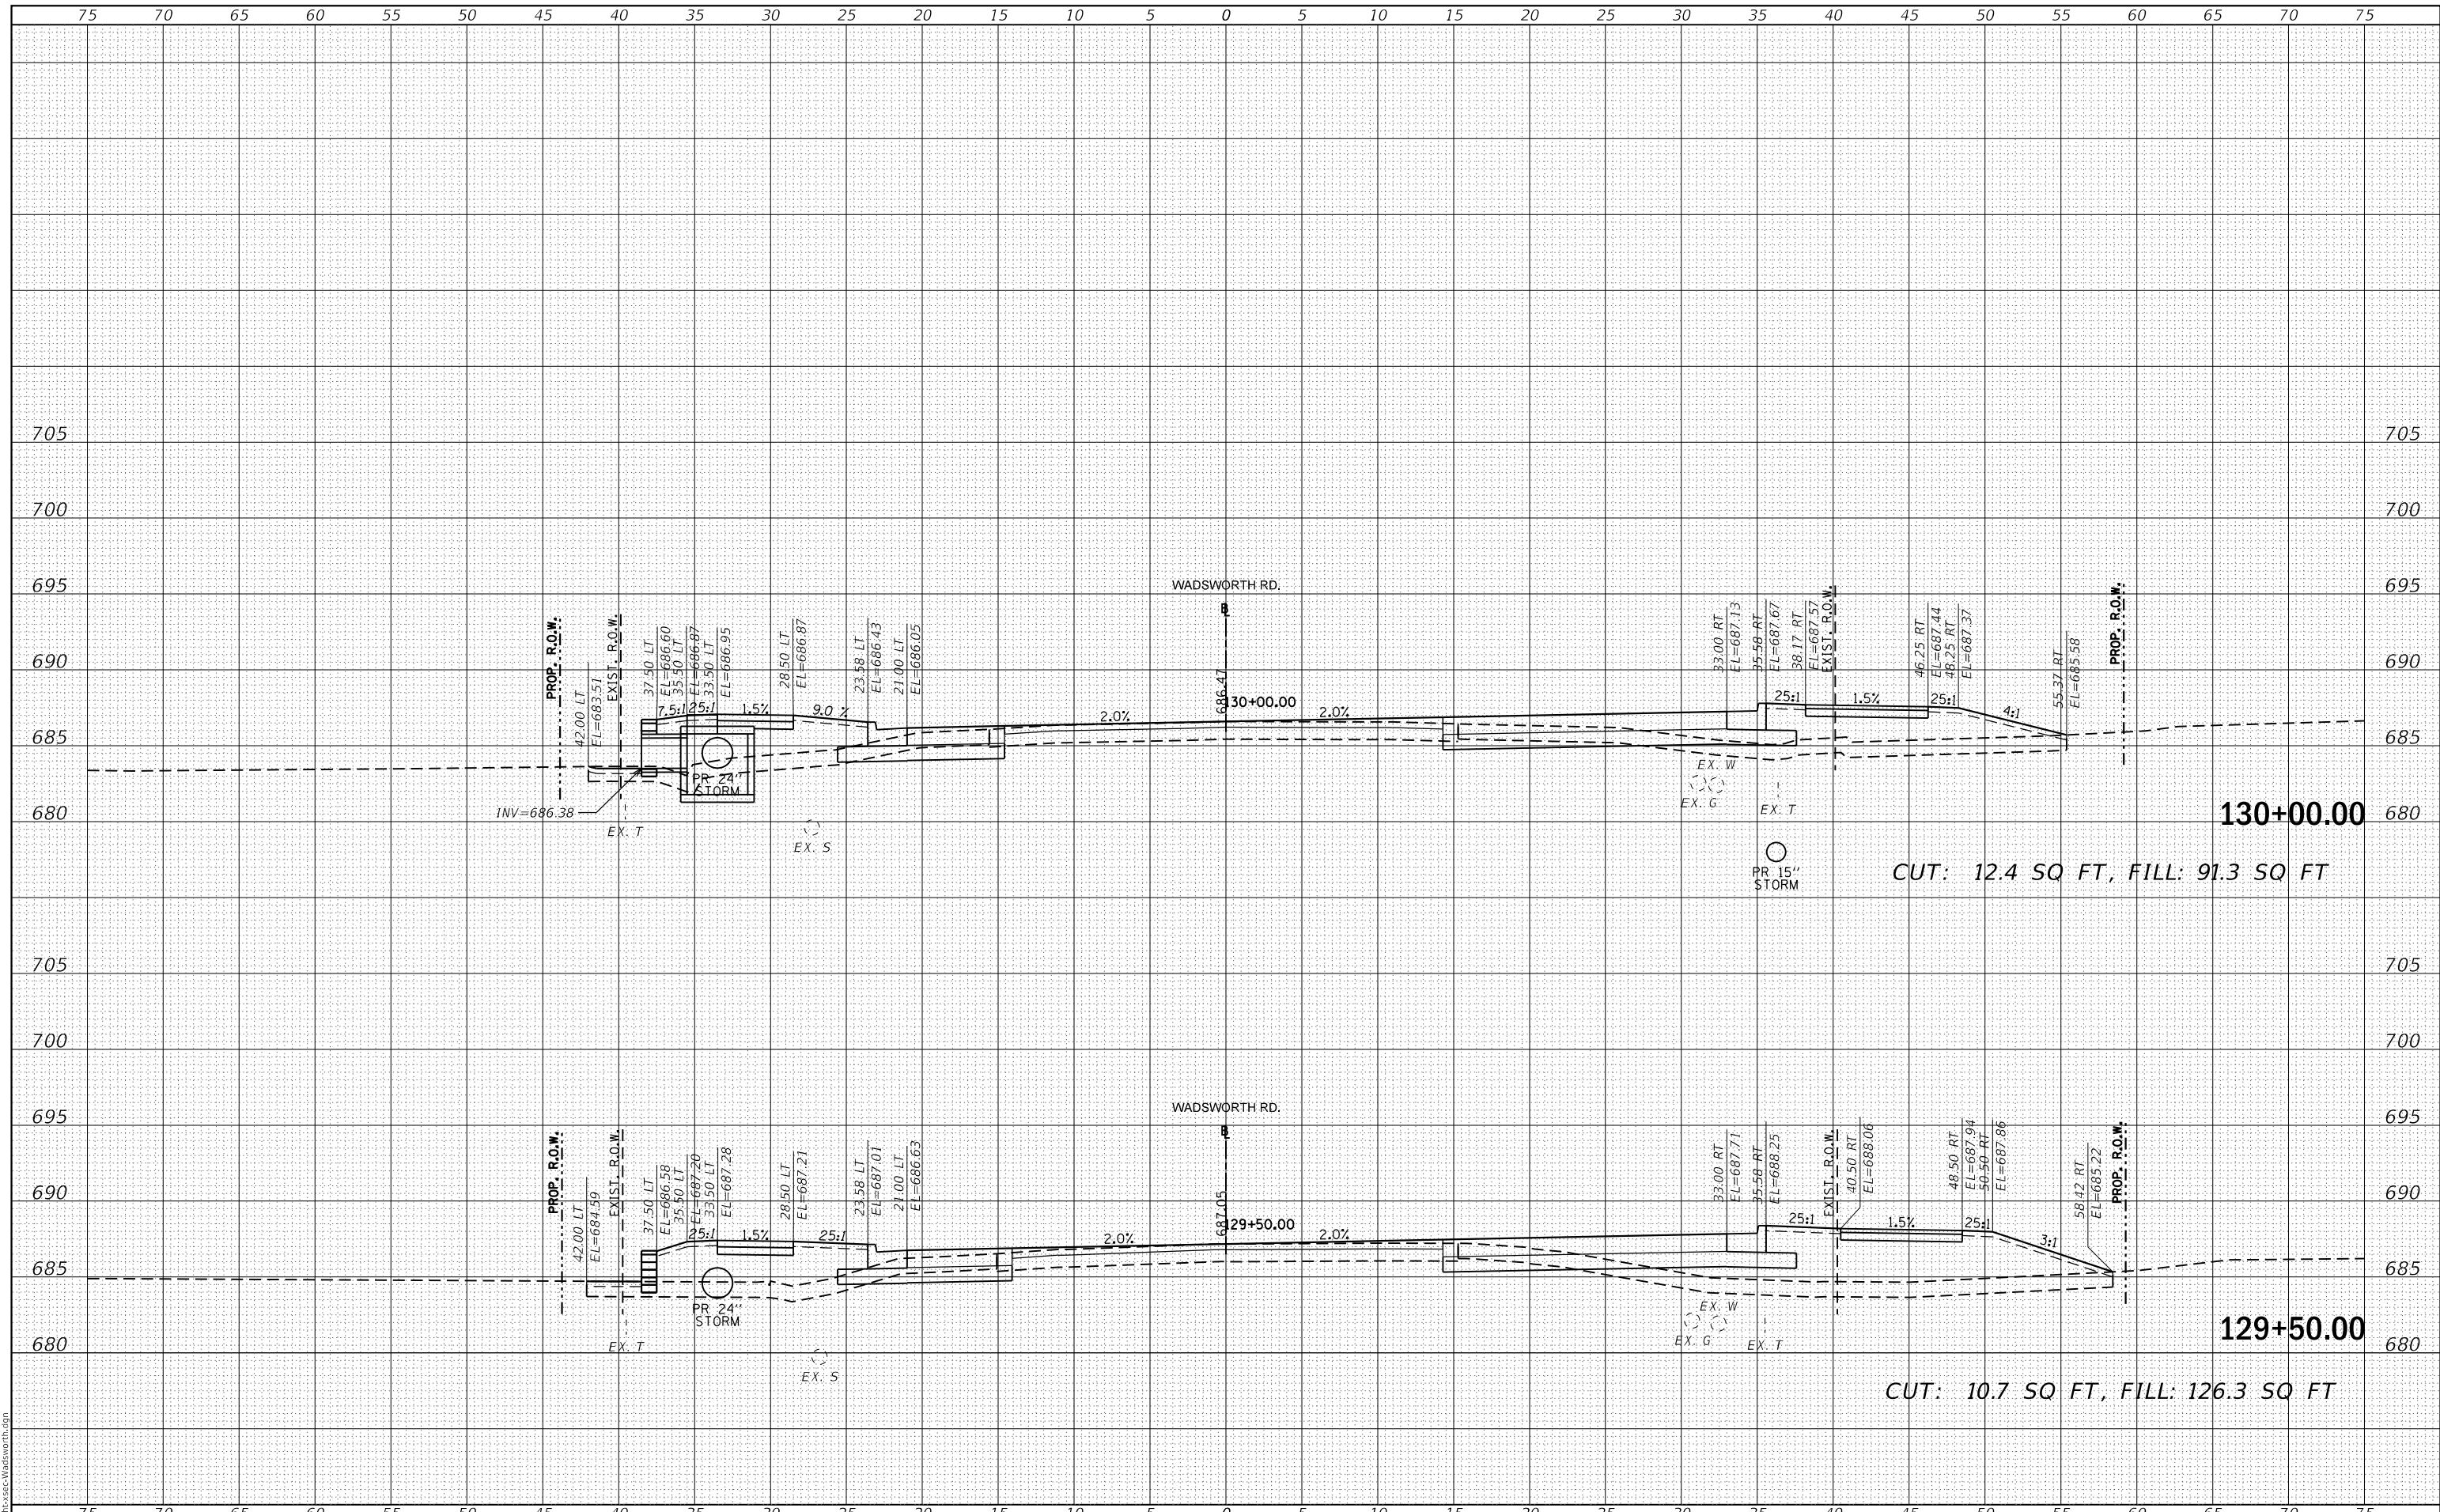 75 70 65 60 55 50 45 40 35 30 25 20 15 10 5 0 5 10 15 20 25 30 35 40 45 50 55 60 65 70 75
705 705
700 700
695 695
WADSWORTH RD.
PROP. R.O.W.
42.00 LT
EL=683.51
EXIST. R.O.W.
37.50 LT
EL=686.60
35.50 LT
EL=686.87
33.50 LT
EL=686.95
28.50 LT
EL=686.87
23.58 LT
EL=686.43
21.00 LT
EL=686.05
B
686.47
130+00.00
33.00 RT
EL=687.13
35.58 RT
EL=687.67
38.17 RT
EL=687.57
EXIST. R.O.W.
46.25 RT
EL=687.44
48.25 RT
EL=687.37
55.37 RT
EL=685.58
PROP. R.O.W.
690 690
7.5:1 25:1 1.5% 9.0 % 2.0% 2.0% 25:1 1.5% 25:1 4:1
685 685
PR 24"
STORM
INV=686.38
EX. T
EX. S
EX. W
EX. G
EX. T
680 680
130+00.00
PR 15"
STORM
CUT: 12.4 SQ FT, FILL: 91.3 SQ FT
705 705
700 700
695 695
WADSWORTH RD.
PROP. R.O.W.
42.00 LT
EL=684.59
EXIST. R.O.W.
37.50 LT
EL=686.58
35.50 LT
EL=687.20
33.50 LT
EL=687.28
28.50 LT
EL=687.21
23.58 LT
EL=687.01
21.00 LT
EL=686.63
B
687.05
129+50.00
33.00 RT
EL=687.71
35.58 RT
EL=688.25
EXIST. R.O.W.
40.50 RT
EL=688.06
48.50 RT
EL=687.94
50.50 RT
EL=687.86
58.42 RT
EL=685.22
PROP. R.O.W.
690 690
25:1 1.5% 25:1 2.0% 2.0% 25:1 1.5% 25:1 3:1
685 685
PR 24"
STORM
EX. T
EX. S
EX. W
EX. G
EX. T
680 680
129+50.00
CUT: 10.7 SQ FT, FILL: 126.3 SQ FT
75 70 65 60 55 50 45 40 35 30 25 20 15 10 5 0 5 10 15 20 25 30 35 40 45 50 55 60 65 70 75